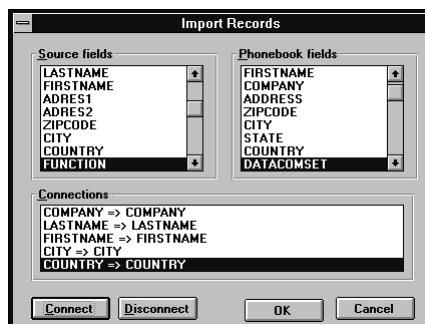 Import Records
Source fields
LASTNAME
FIRSTNAME
ADRES1
ADRES2
ZIPCODE
CITY
COUNTRY
FUNCTION
Phonebook fields
FIRSTNAME
COMPANY
ADDRESS
ZIPCODE
CITY
STATE
COUNTRY
DATACOMSET
Connections
COMPANY => COMPANY
LASTNAME => LASTNAME
FIRSTNAME => FIRSTNAME
CITY => CITY
COUNTRY => COUNTRY
Connect Disconnect OK Cancel